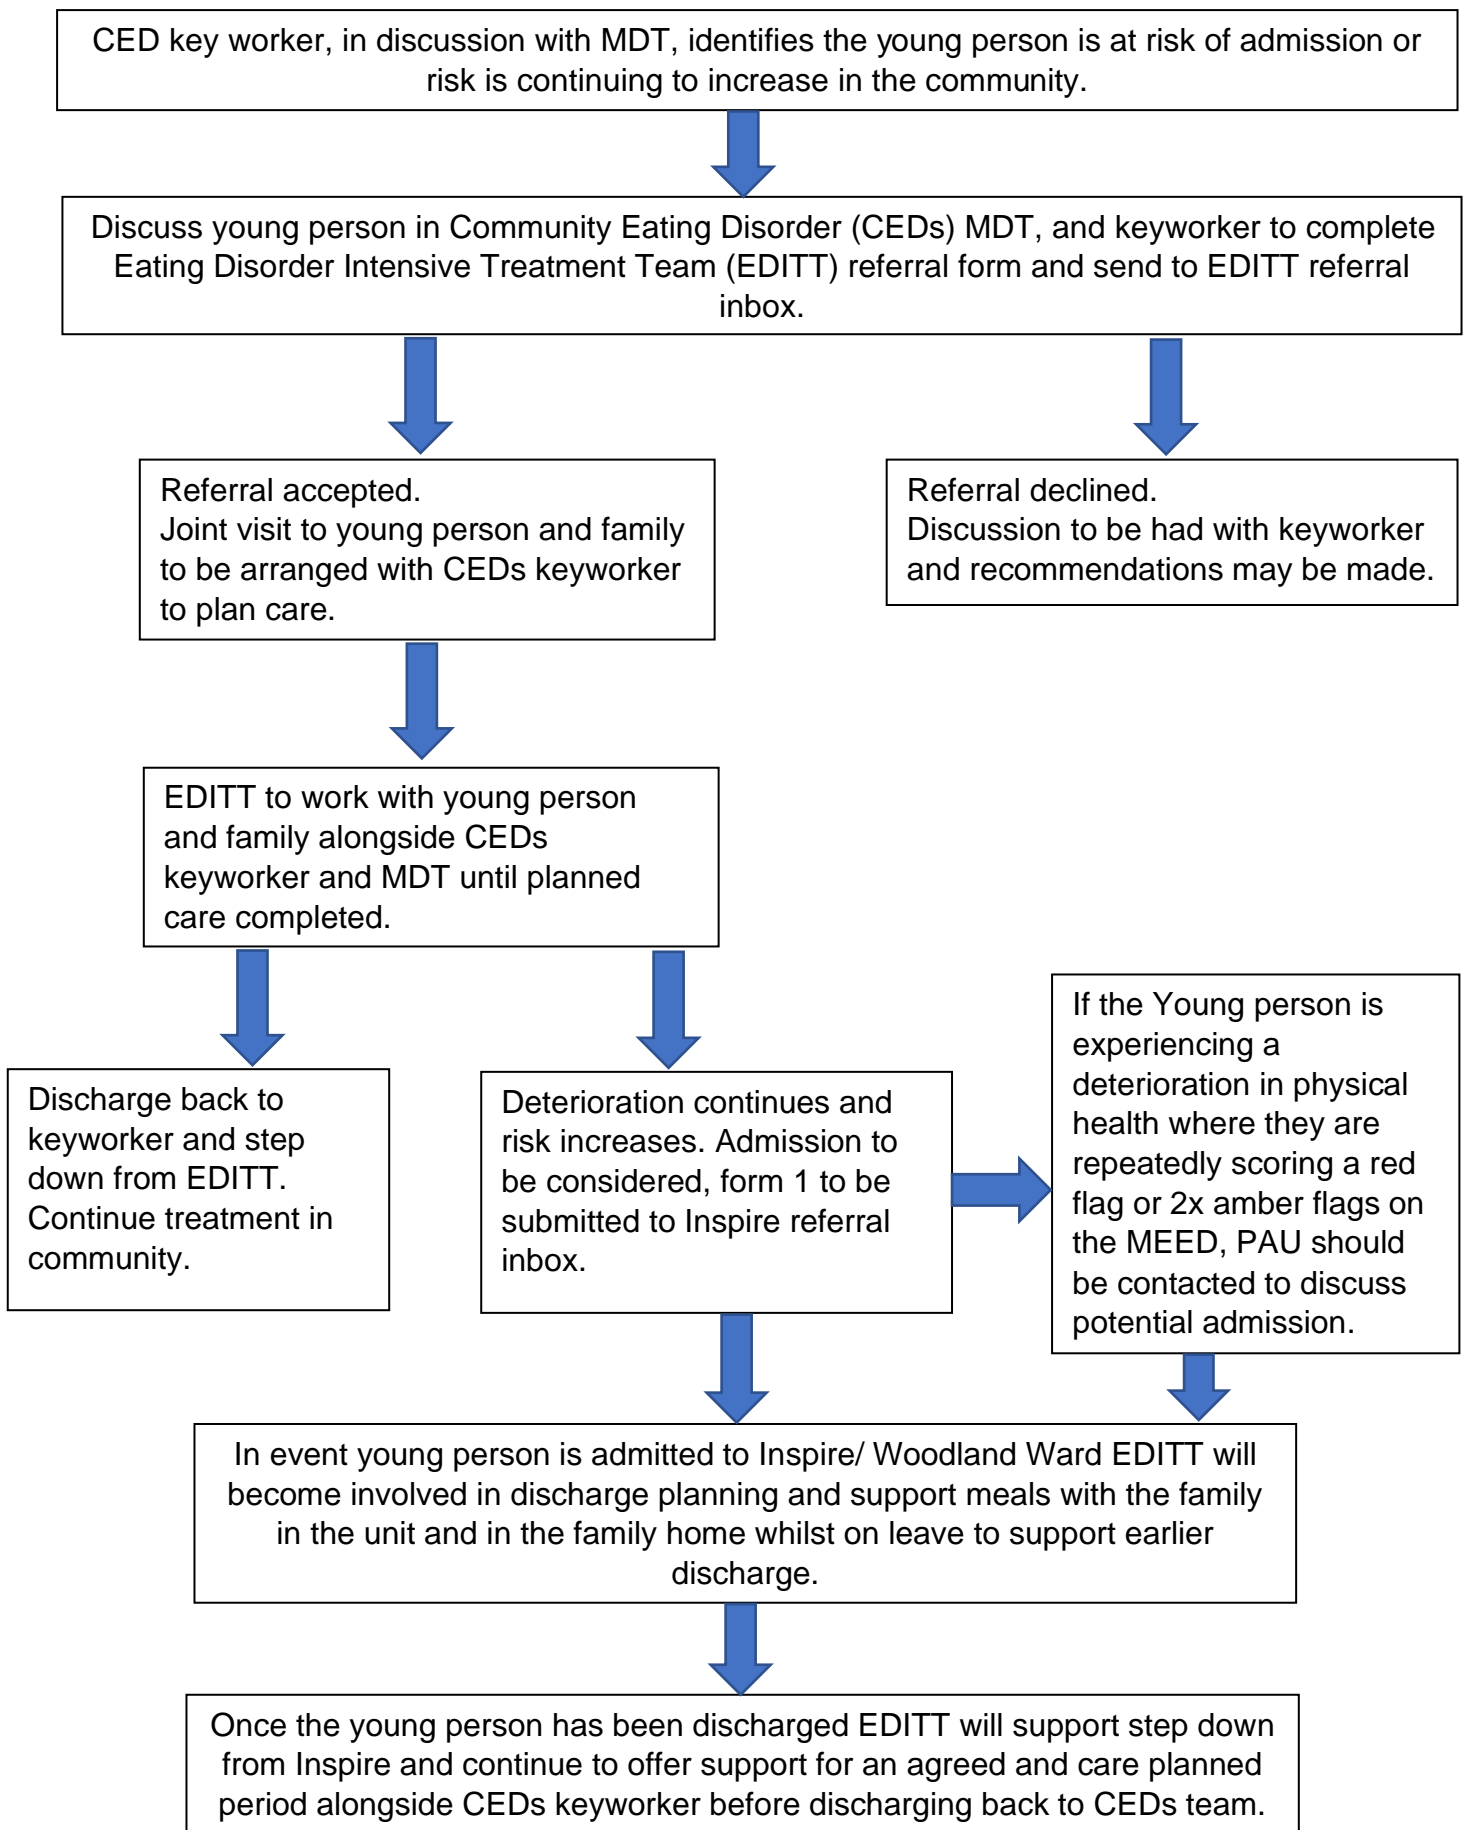 CED key worker, in discussion with MDT, identifies the young person is at risk of admission or
risk is continuing to increase in the community.
Discuss young person in Community Eating Disorder (CEDs) MDT, and keyworker to complete
Eating Disorder Intensive Treatment Team (EDITT) referral form and send to EDITT referral
inbox.
Referral accepted.
Joint visit to young person and family
to be arranged with CEDs keyworker
to plan care.
Referral declined.
Discussion to be had with keyworker
and recommendations may be made.
EDITT to work with young person
and family alongside CEDs
keyworker and MDT until planned
care completed.
Discharge back to
keyworker and step
down from EDITT.
Continue treatment in
community.
Deterioration continues and
risk increases. Admission to
be considered, form 1 to be
submitted to Inspire referral
inbox.
If the Young person is
experiencing a
deterioration in physical
health where they are
repeatedly scoring a red
flag or 2x amber flags on
the MEED, PAU should
be contacted to discuss
potential admission.
In event young person is admitted to Inspire/ Woodland Ward EDITT will
become involved in discharge planning and support meals with the family
in the unit and in the family home whilst on leave to support earlier
discharge.
Once the young person has been discharged EDITT will support step down
from Inspire and continue to offer support for an agreed and care planned
period alongside CEDs keyworker before discharging back to CEDs team.